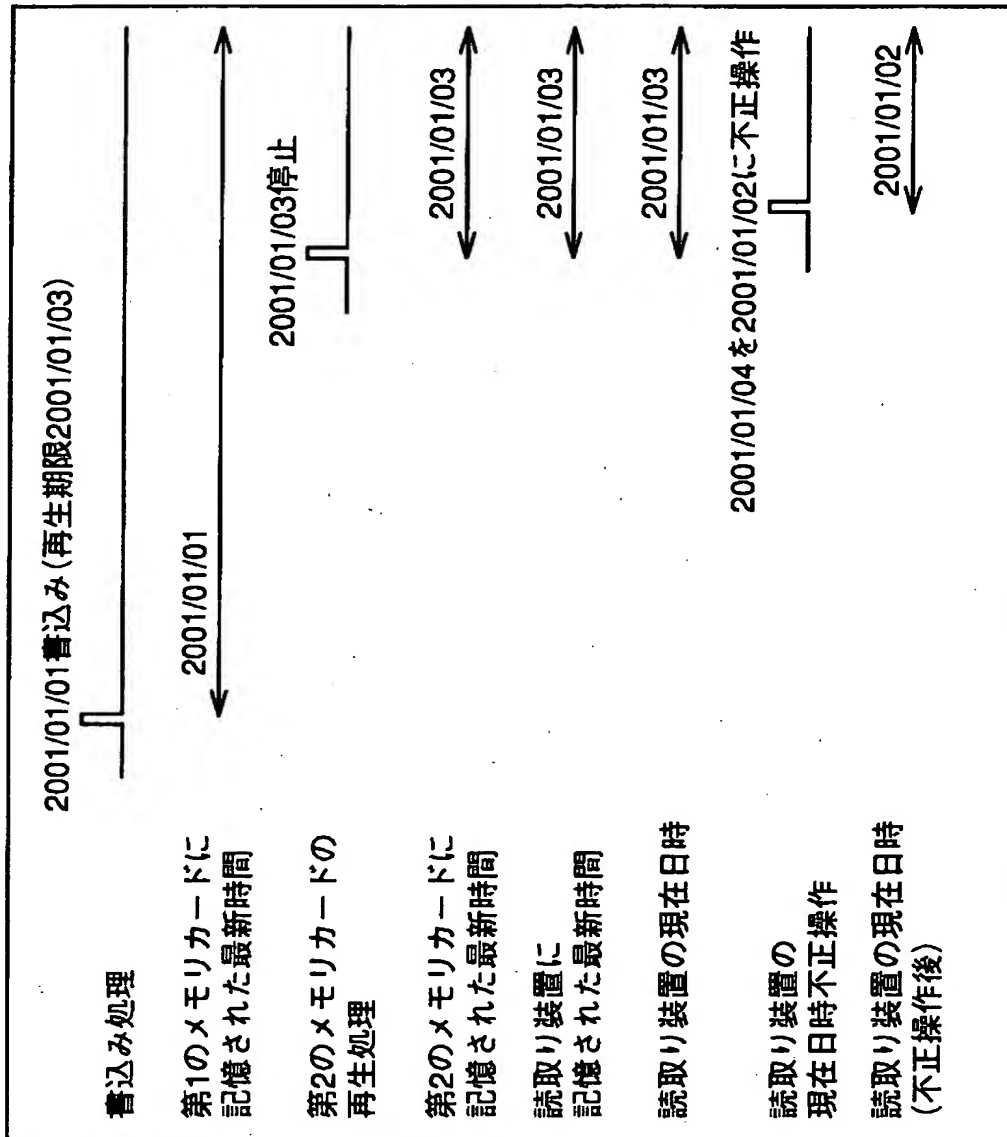 書込み処理
2001/01/01書込み(再生期限2001/01/03)
第1のメモリカードに
記憶された最新時間
2001/01/01
第2のメモリカードの
再生処理
2001/01/03停止
第2のメモリカードに
記憶された最新時間
2001/01/03
読取り装置に
記憶された最新時間
2001/01/03
読取り装置の現在日時
2001/01/03
読取り装置の
現在日時不正操作
2001/01/04を2001/01/02に不正操作
読取り装置の現在日時
(不正操作後)
2001/01/02